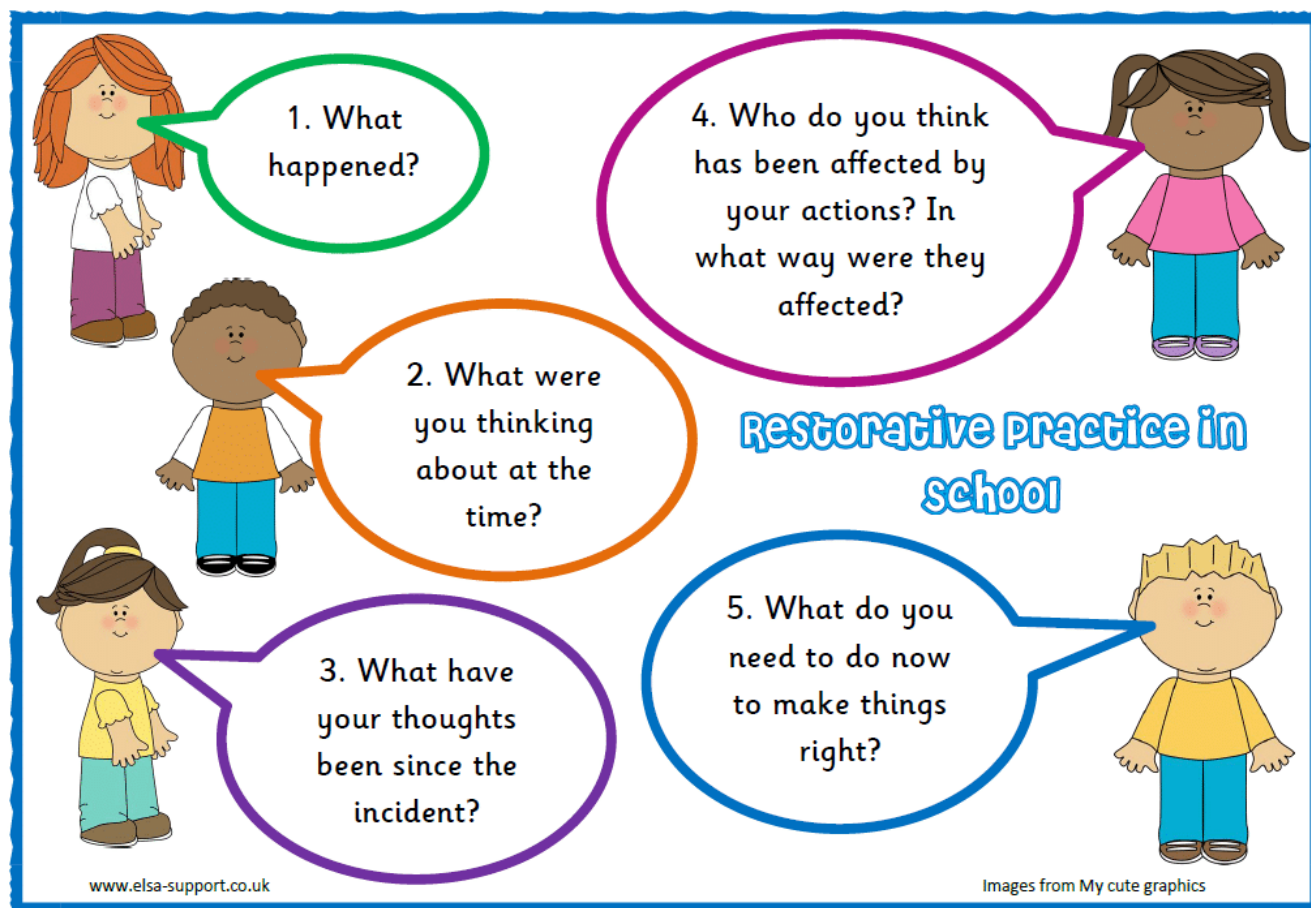 1. What
happened?
2. What were
you thinking
about at the
time?
3. What have
your thoughts
been since the
incident?
4. Who do you think
has been affected by
your actions? In
what way were they
affected?
Restorative Practice in
School
5. What do you
need to do now
to make things
right?
www.elsa-support.co.uk
Images from My cute graphics